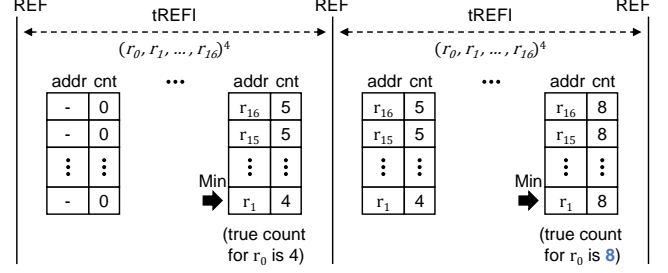 REF REF REF
tREFI tREFI
(r₀, r₁, ..., r₁₆)⁴ (r₀, r₁, ..., r₁₆)⁴
addr cnt ••• addr cnt addr cnt ••• addr cnt
- 0 r₁₆ 5 r₁₆ 5 r₁₆ 8
- 0 r₁₅ 5 r₁₅ 5 r₁₅ 8
⋮ ⋮ ⋮ ⋮ ⋮ ⋮ ⋮ ⋮
Min Min
- 0 r₁ 4 r₁ 4 r₁ 8
(true count (true count
for r₀ is 4) for r₀ is 8)